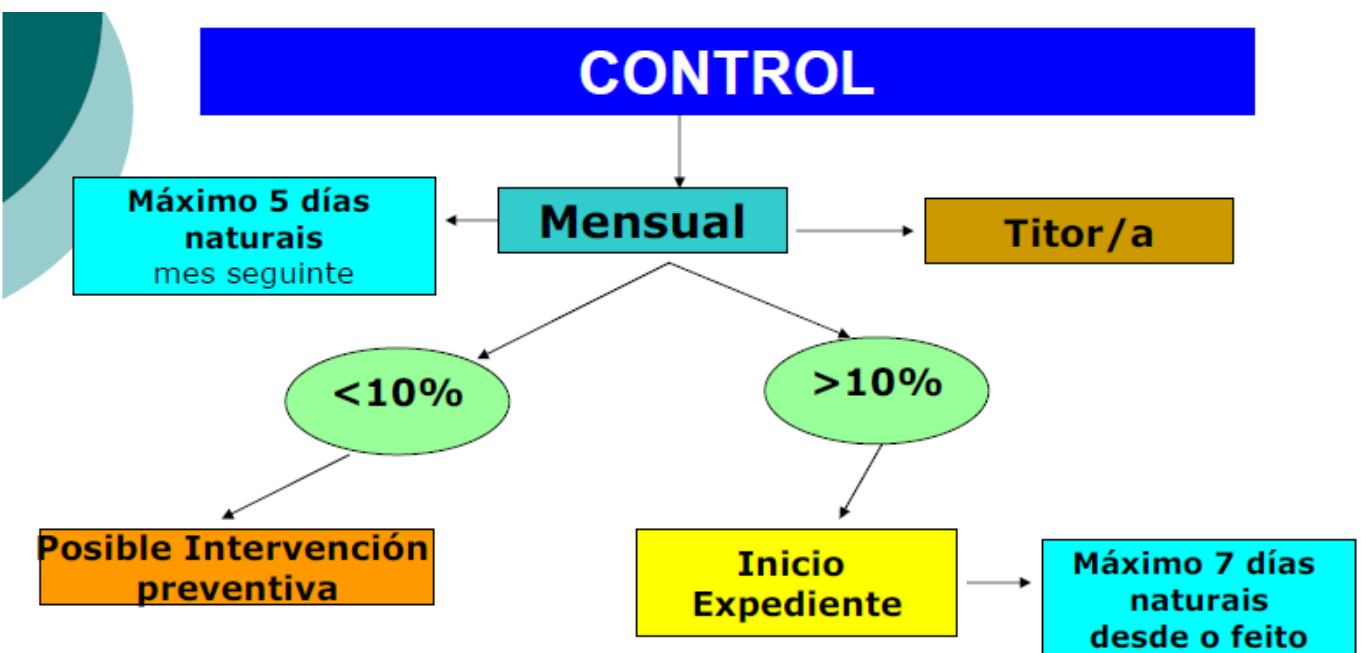 CONTROL
Máximo 5 días
naturais
mes seguinte
Mensual
Titor/a
<10%
>10%
Posible Intervención
preventiva
Inicio
Expediente
Máximo 7 días
naturais
desde o feito